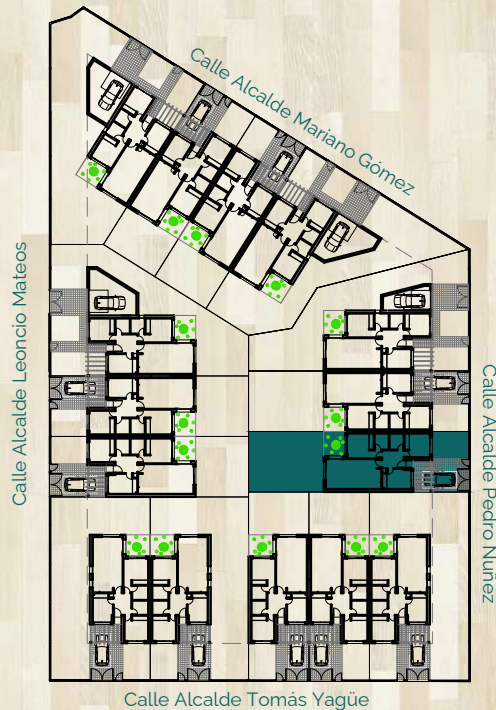 Calle Alcalde Mariano Gómez
Calle Alcalde Leoncio Mateos
Calle Alcalde Pedro Nuñez
Calle Alcalde Tomás Yagüe